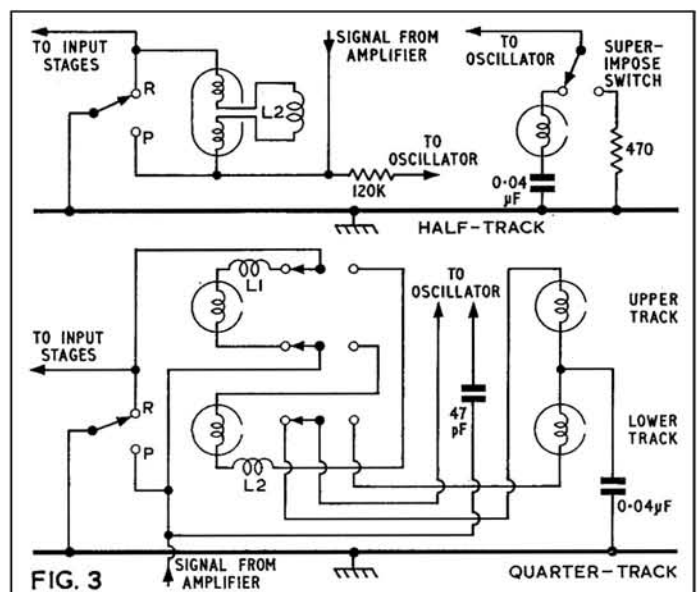 TO INPUT
STAGES
R
P
L2
SIGNAL FROM
AMPLIFIER
TO
OSCILLATOR
120K
TO
OSCILLATOR
SUPER-
IMPOSE
SWITCH
470
0·04
μF
HALF-TRACK
L1
TO INPUT
STAGES
R
P
L2
TO
OSCILLATOR
47
pF
UPPER
TRACK
LOWER
TRACK
0·04μF
SIGNAL FROM
AMPLIFIER
QUARTER-TRACK
FIG. 3